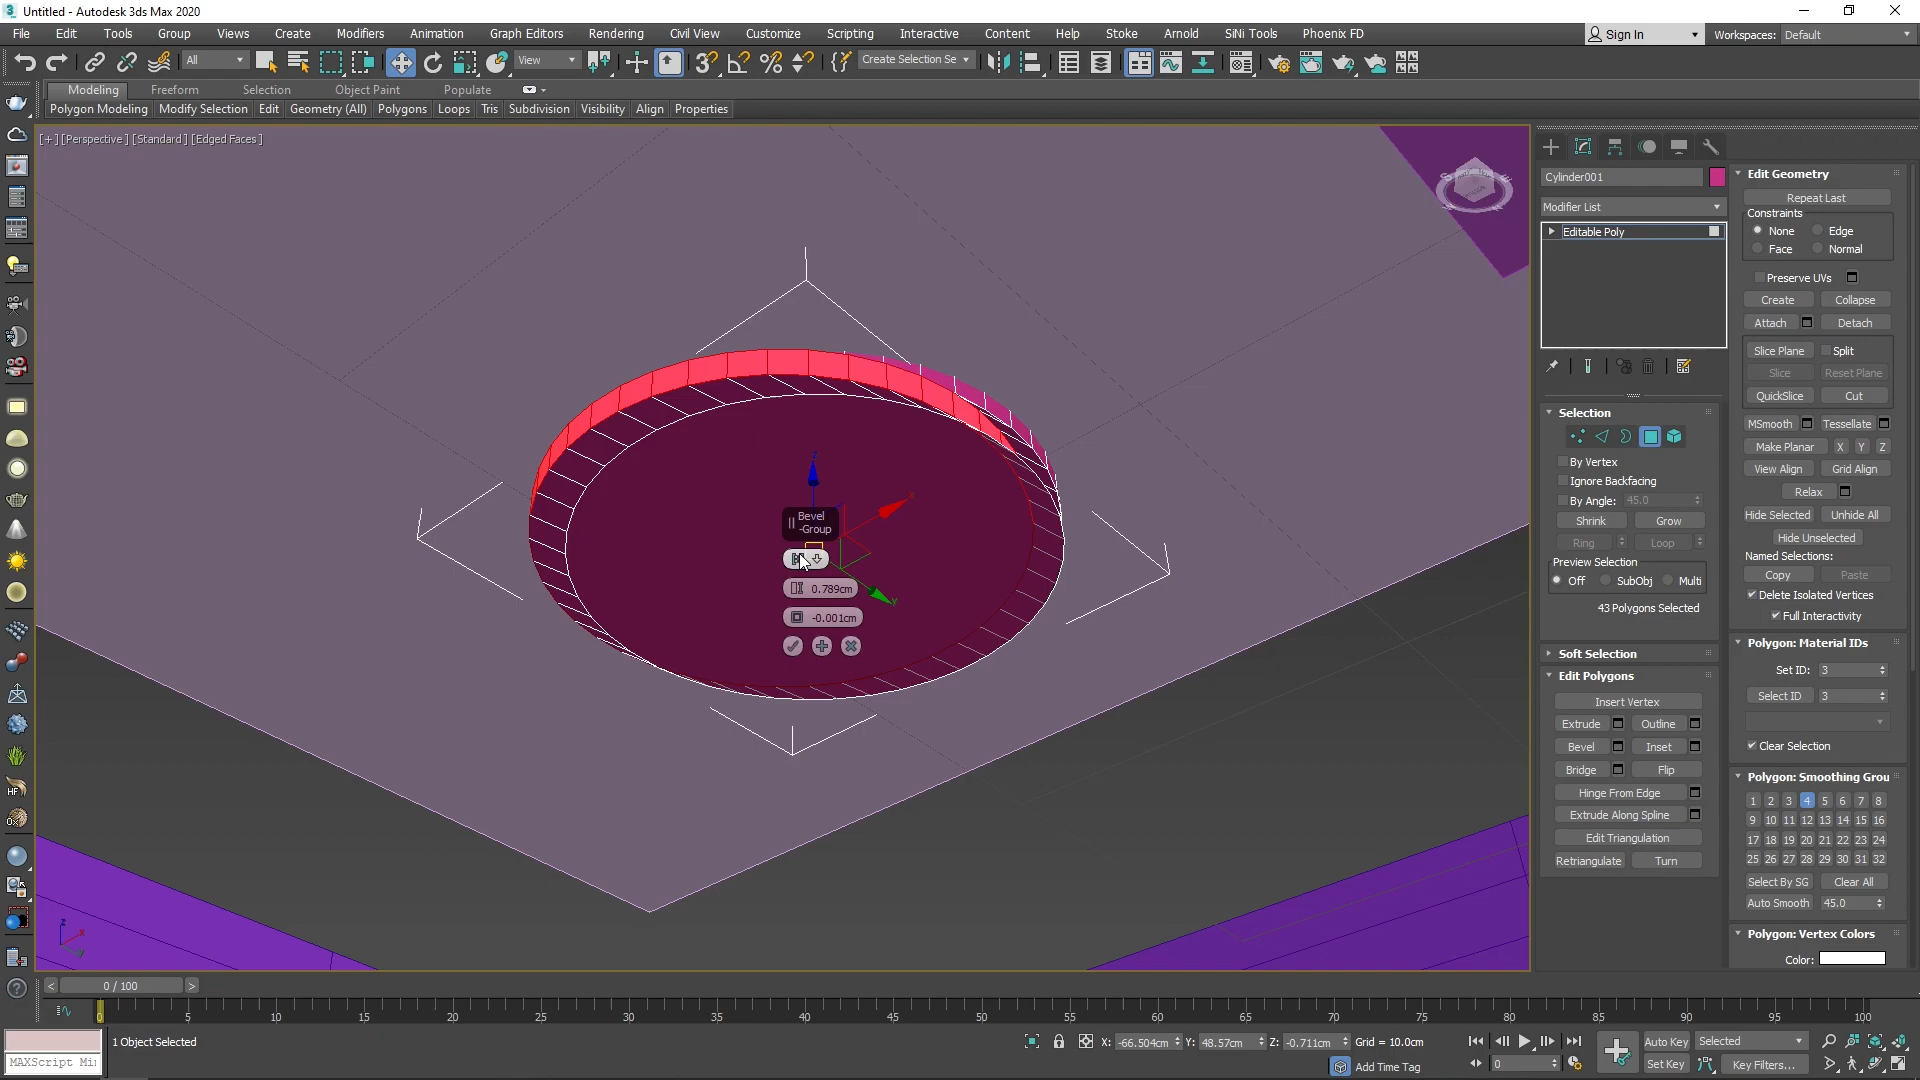 Untitled - Autodesk 3ds Max 2020
File Edit Tools Group Views Create Modifiers Animation Graph Editors Rendering Civil View Customize Scripting Interactive Content Help Stoke Arnold SiNi Tools Phoenix FD Sign In Workspaces: Default
All View Create Selection Se
Modeling Freeform Selection Object Paint Populate
Polygon Modeling Modify Selection Edit Geometry (All) Polygons Loops Tris Subdivision Visibility Align Properties
[+] [Perspective ] [Standard ] [Edged Faces ]
Cylinder001
Modifier List
Editable Poly
Selection
By Vertex
Ignore Backfacing
By Angle: 45.0
Shrink Grow
Ring Loop
Preview Selection
Off SubObj Multi
43 Polygons Selected
Soft Selection
Edit Polygons
Insert Vertex
Extrude Outline
Bevel Inset
Bridge Flip
Hinge From Edge
Extrude Along Spline
Edit Triangulation
Retriangulate Turn
Edit Geometry
Repeat Last
Constraints
None Edge
Face Normal
Preserve UVs
Create Collapse
Attach Detach
Slice Plane Split
Slice Reset Plane
QuickSlice Cut
MSmooth Tessellate
Make Planar X Y Z
View Align Grid Align
Relax
Hide Selected Unhide All
Hide Unselected
Named Selections:
Copy Paste
Delete Isolated Vertices
Full Interactivity
Polygon: Material IDs
Set ID: 3
Select ID 3
Clear Selection
Polygon: Smoothing Grou
1 2 3 4 5 6 7 8
9 10 11 12 13 14 15 16
17 18 19 20 21 22 23 24
25 26 27 28 29 30 31 32
Select By SG Clear All
Auto Smooth 45.0
Polygon: Vertex Colors
Color:
Bevel
-Group
0.789cm
-0.001cm
z
x
y
z
x
y
HF
< 0 / 100 >
0 5 10 15 20 25 30 35 40 45 50 55 60 65 70 75 80 85 90 95 100
1 Object Selected
X: -66.504cm Y: 48.57cm Z: -0.711cm Grid = 10.0cm
Auto Key Selected
MAXScript Mi
Add Time Tag
0
Set Key Key Filters...